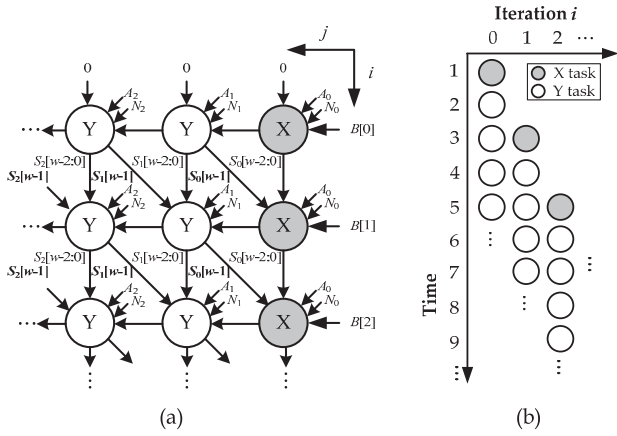 j
i
0 0 0
A2 N2 A1 N1 A0 N0
··· Y Y X B[0]
S2[w-2:0] S1[w-2:0] S0[w-2:0]
S2[w-1] S1[w-1] S0[w-1]
A2 N2 A1 N1 A0 N0
··· Y Y X B[1]
S2[w-2:0] S1[w-2:0] S0[w-2:0]
S2[w-1] S1[w-1] S0[w-1]
A2 N2 A1 N1 A0 N0
··· Y Y X B[2]
(a)
Iteration i
0 1 2 ···
X task
Y task
Time
1
2
3
4
5
6
7
8
9
(b)